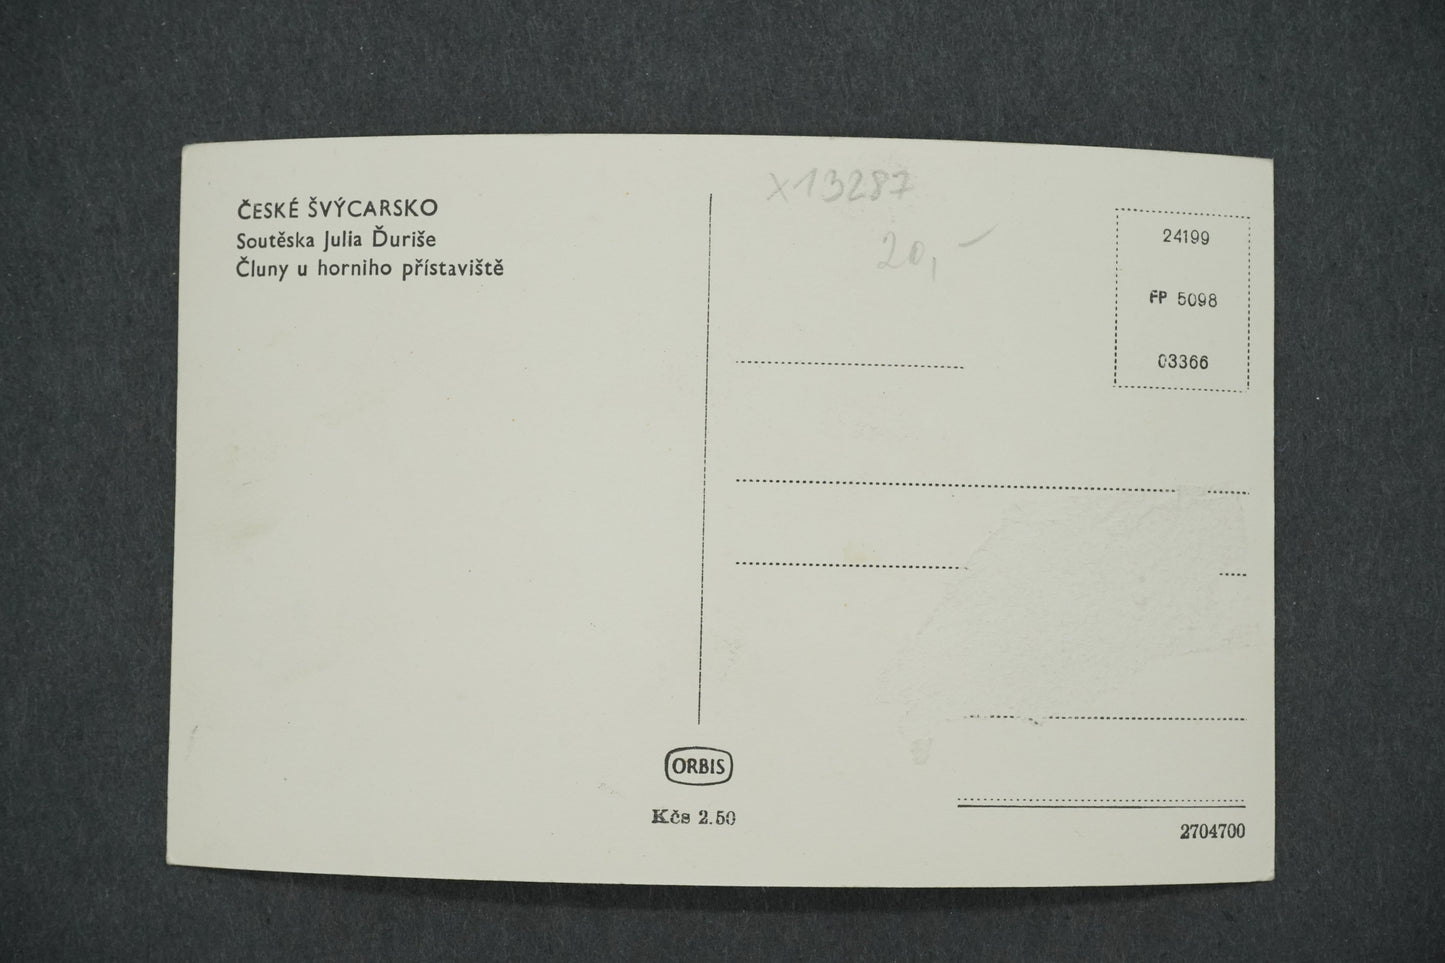 ČESKÉ ŠVÝCARSKO
Soutěska Julia Ďuriše
Čluny u horniho přístaviště
X13287
20,-
24199
FP 5098
03366
ORBIS
Kčs 2.50
2704700